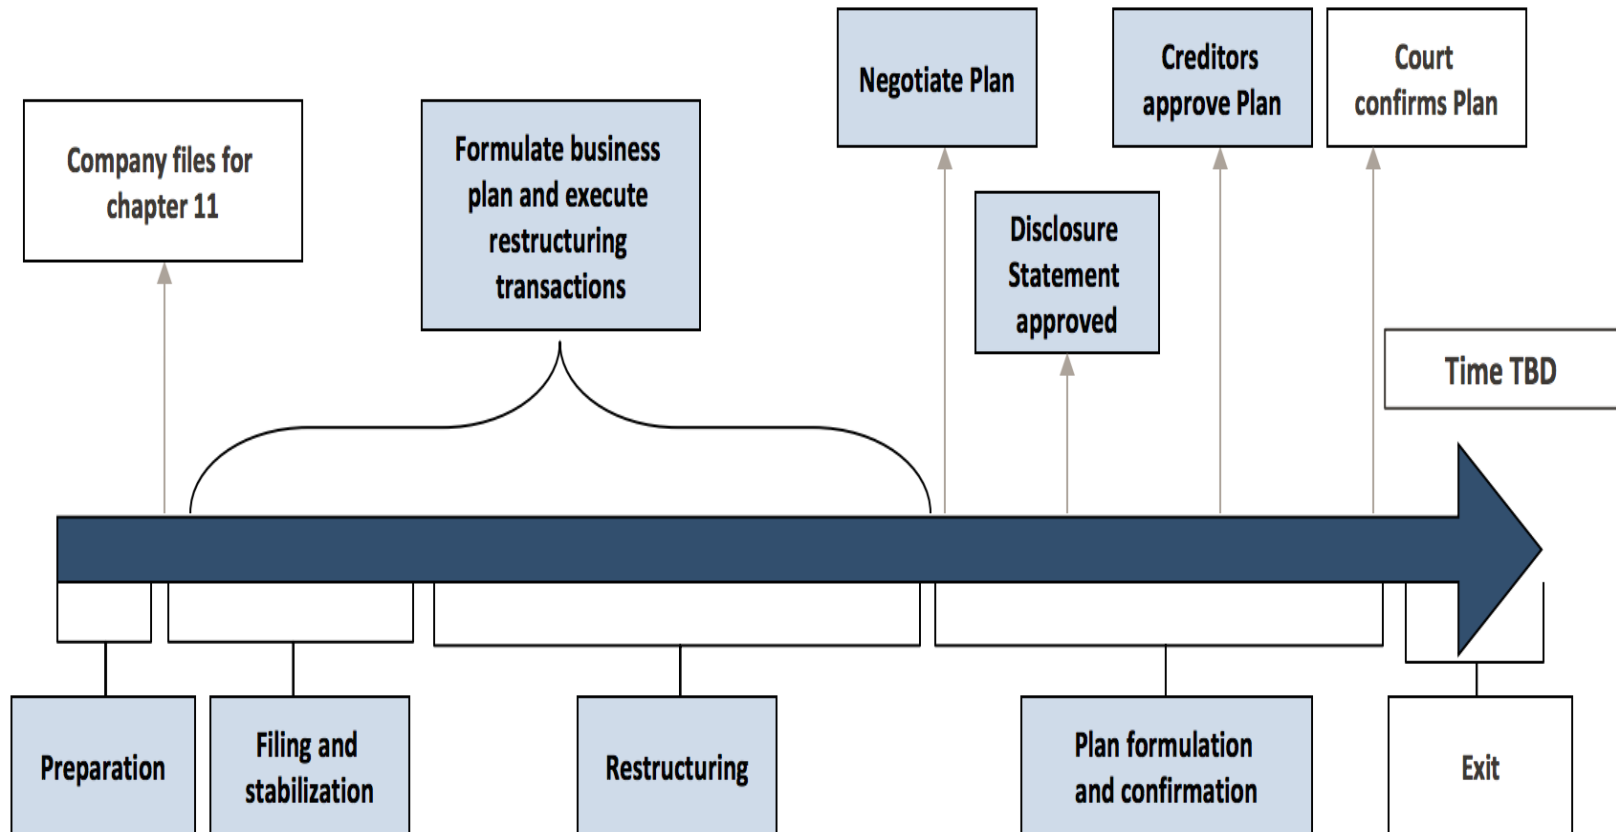 Company files for
chapter 11
Formulate business
plan and execute
restructuring
transactions
Negotiate Plan
Disclosure
Statement
approved
Creditors
approve Plan
Court
confirms Plan
Time TBD
Preparation
Filing and
stabilization
Restructuring
Plan formulation
and confirmation
Exit